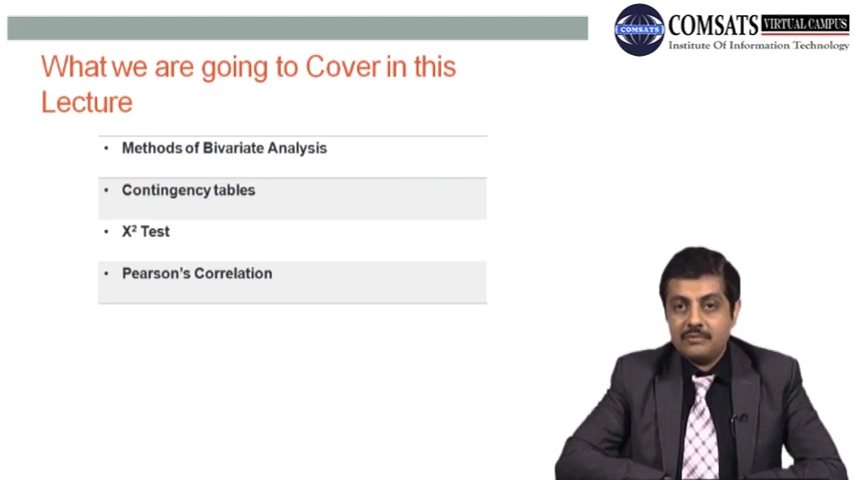 COMSATS VIRTUAL CAMPUS
COMSATS
Institute Of Information Technology
What we are going to Cover in this
Lecture
• Methods of Bivariate Analysis
• Contingency tables
• X² Test
• Pearson's Correlation